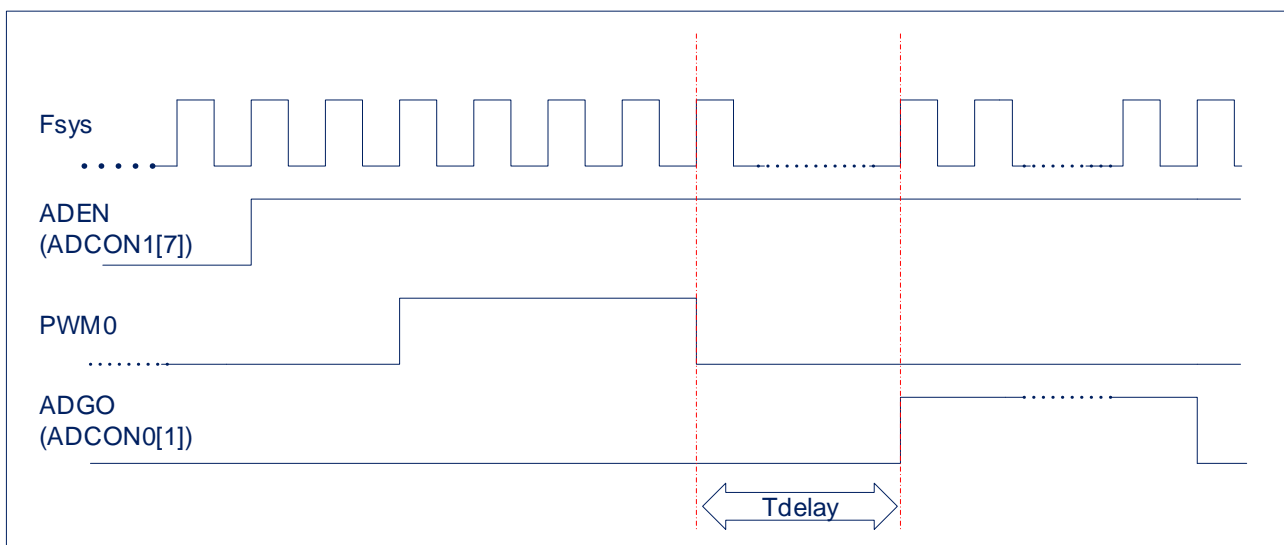 Fsys
ADEN
(ADCON1[7])
PWM0
ADGO
(ADCON0[1])
Tdelay